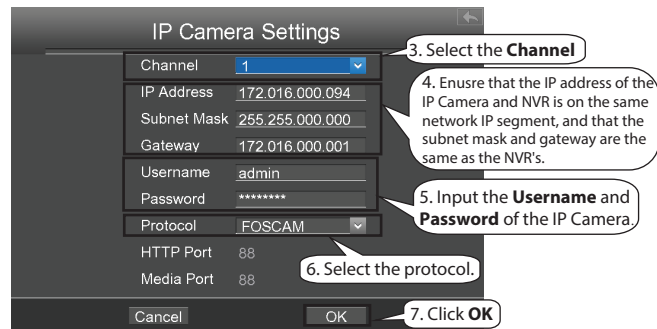 IP Camera Settings
3. Select the Channel
Channel 1
4. Enusre that the IP address of the
IP Camera and NVR is on the same
network IP segment, and that the
subnet mask and gateway are the
same as the NVR's.
IP Address 172.016.000.094
Subnet Mask 255.255.000.000
Gateway 172.016.000.001
Username admin
Password ********
5. Input the Username and
Password of the IP Camera.
Protocol FOSCAM
6. Select the protocol.
HTTP Port 88
Media Port 88
Cancel OK
7. Click OK